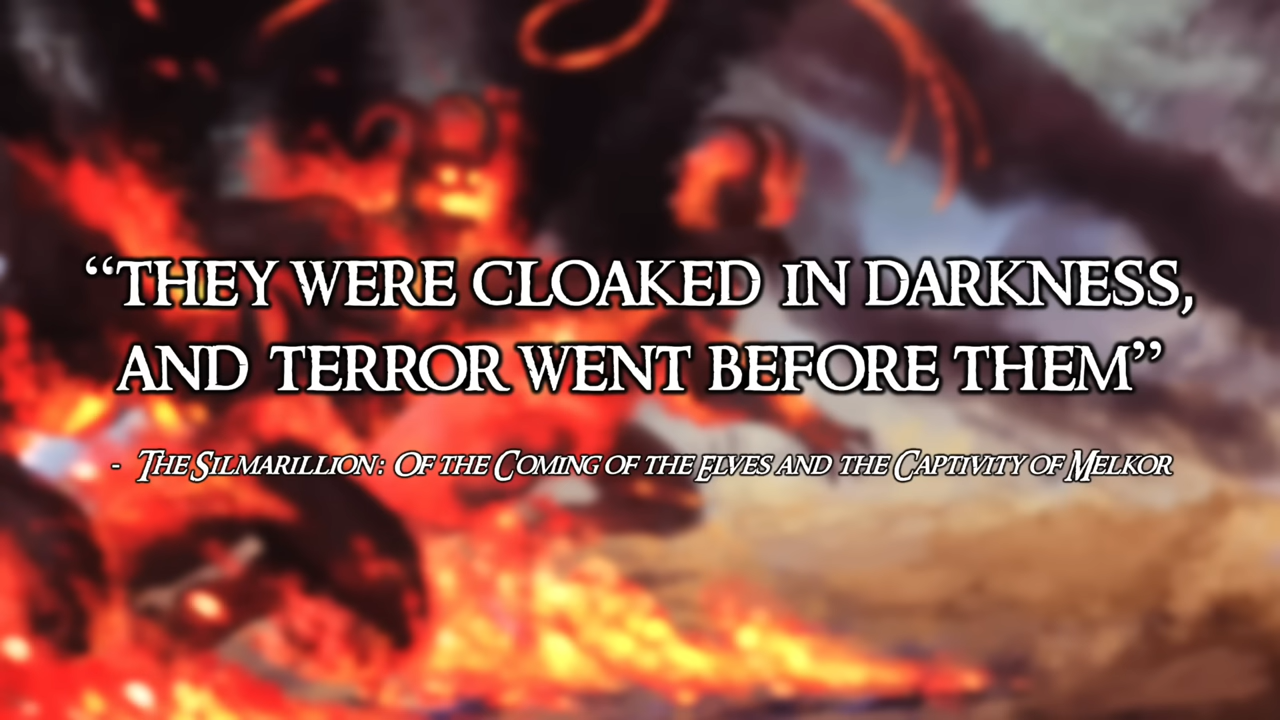 “THEY WERE CLOAKED IN DARKNESS,
AND TERROR WENT BEFORE THEM”
- THE SILMARILLION: OF THE COMING OF THE ELVES AND THE CAPTIVITY OF MELKOR